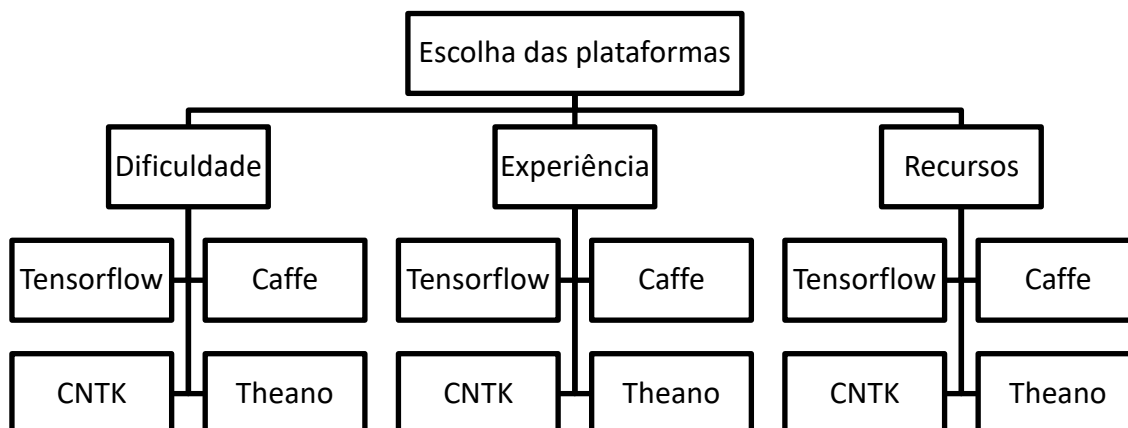 Escolha das plataformas
Dificuldade
Experiência
Recursos
Tensorflow
Caffe
Tensorflow
Caffe
Tensorflow
Caffe
CNTK
Theano
CNTK
Theano
CNTK
Theano